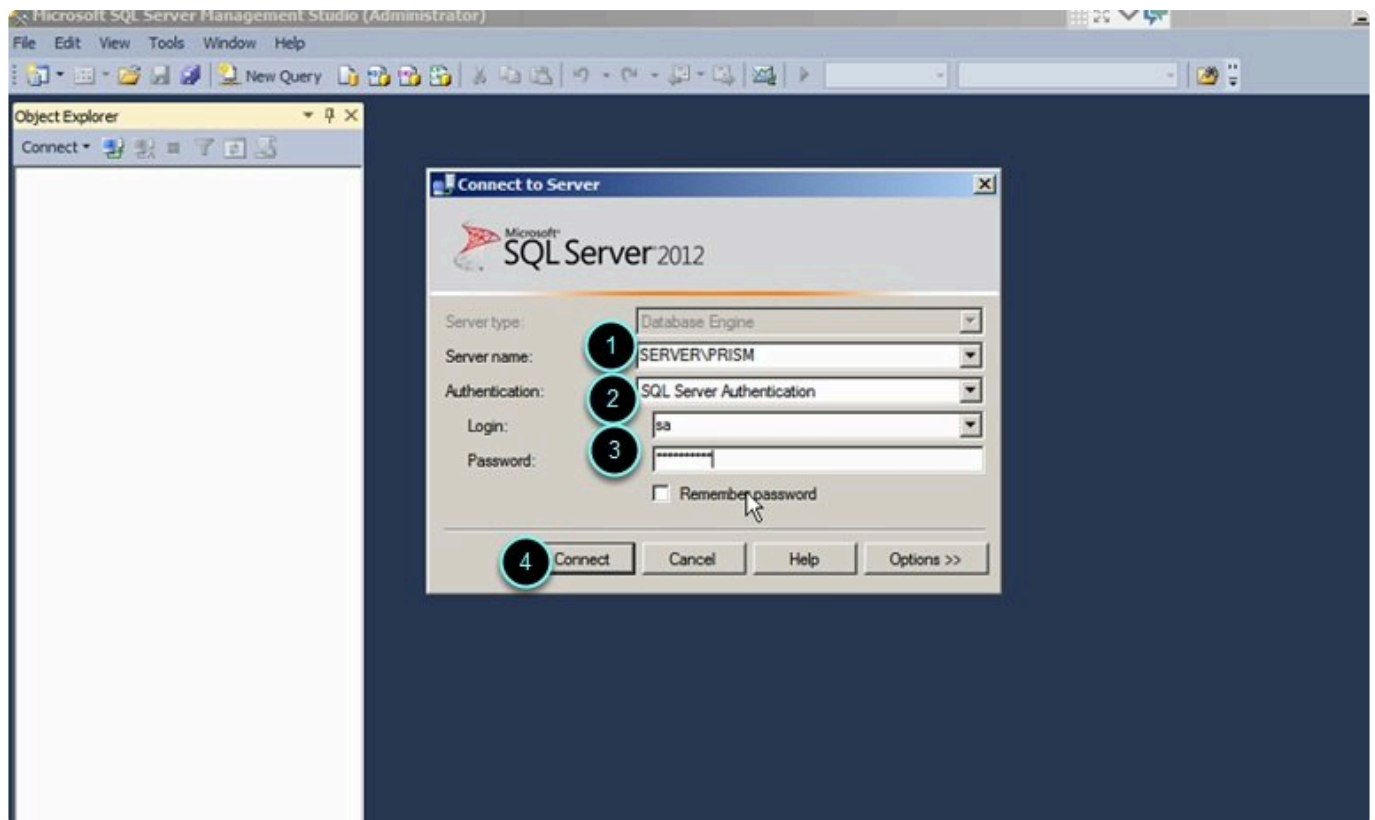 Microsoft SQL Server Management Studio (Administrator)
File Edit View Tools Window Help
New Query
Object Explorer
Connect
Connect to Server
Microsoft
SQL Server 2012
Server type: Database Engine
Server name: 1 SERVER\PRISM
Authentication: 2 SQL Server Authentication
Login: sa
Password: 3 **********
Remember password
4 Connect Cancel Help Options >>